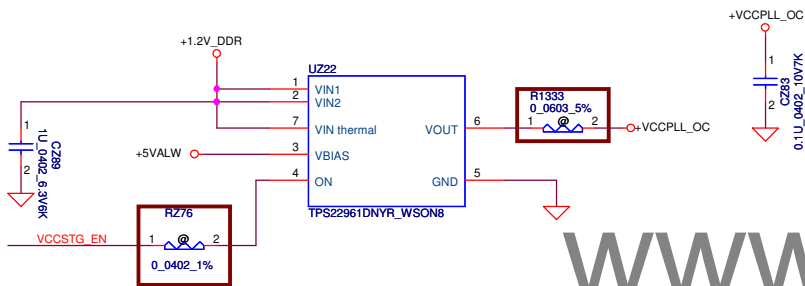 +VCCPLL_OC
1
2
CZ83
0.1U_0402_10V7K
+1.2V_DDR
UZ22
1
2
7
3
4
VIN1
VIN2
VIN thermal
VBIAS
ON
VOUT
GND
6
5
TPS22961DNYR_WSON8
R1333
0_0603_5%
1
@
2
+VCCPLL_OC
1
2
CZ89
1U_0402_6.3V6K
+5VALW
VCCSTG_EN
RZ76
1
@
2
0_0402_1%
WWW